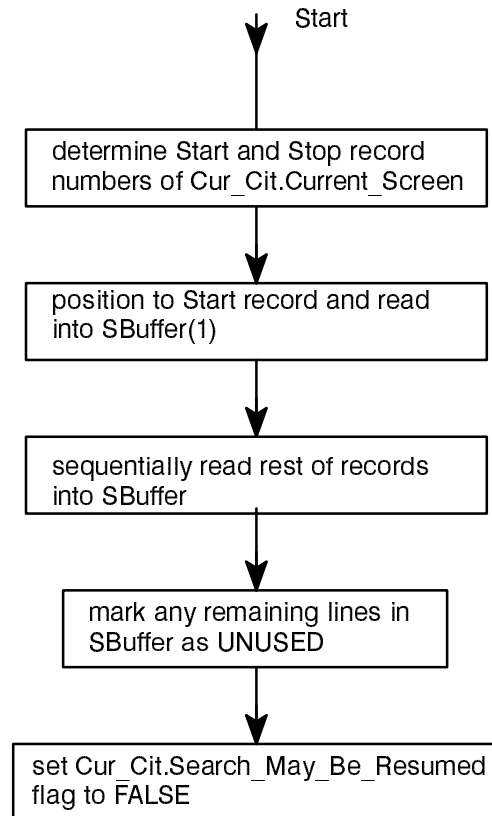 Start
determine Start and Stop record
numbers of Cur_Cit.Current_Screen
position to Start record and read
into SBuffer(1)
sequentially read rest of records
into SBuffer
mark any remaining lines in
SBuffer as UNUSED
set Cur_Cit.Search_May_Be_Resumed
flag to FALSE